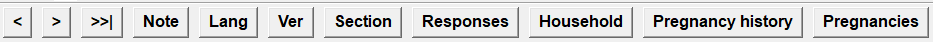 < > >>| Note Lang Ver Section Responses Household Pregnancy history Pregnancies